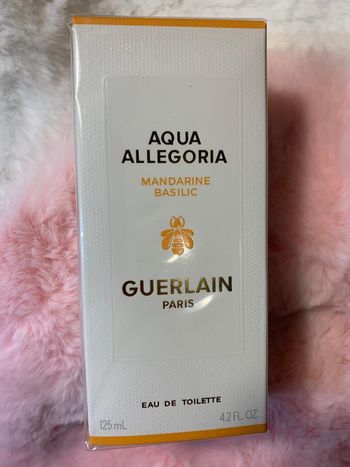 AQUA
ALLEGORIA
MANDARINE
BASILIC
GUERLAIN
PARIS
EAU DE TOILETTE
125 mL 4.2 FL. OZ.